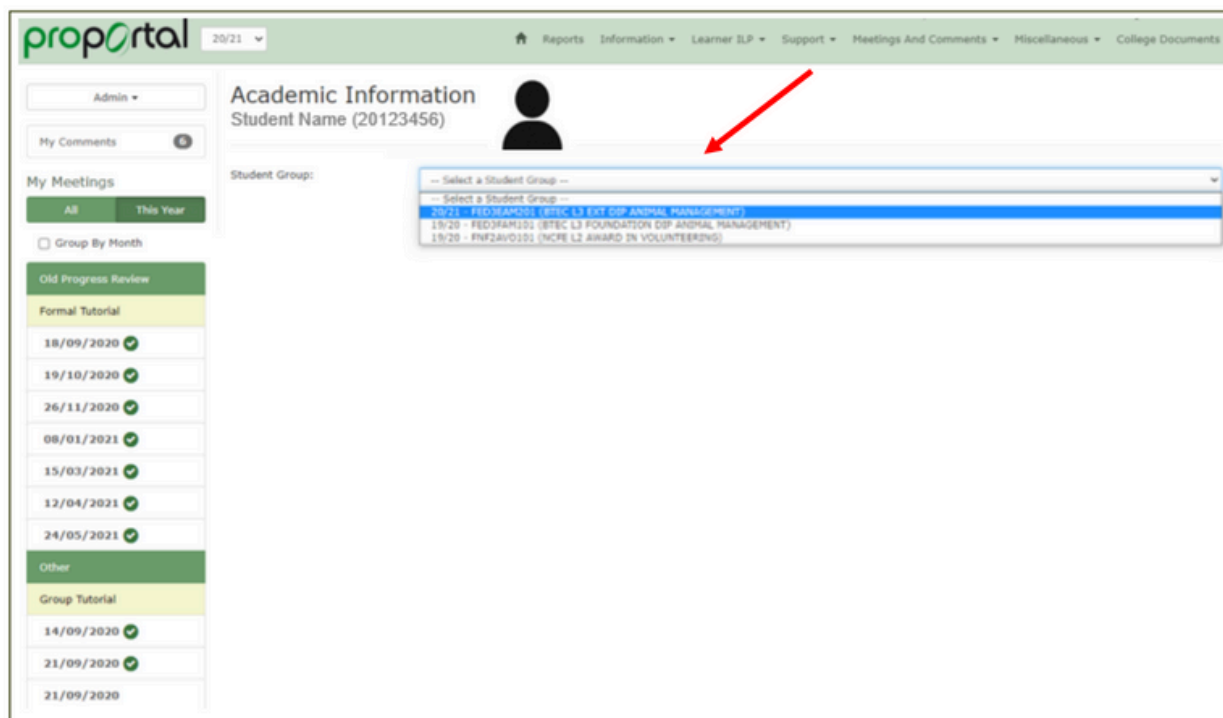 proportal
20/21
Reports Information Learner ILP Support Meetings And Comments Miscellaneous College Documents
Admin
My Comments 6
My Meetings
All This Year
Group By Month
Old Progress Review
Formal Tutorial
18/09/2020
19/10/2020
26/11/2020
08/01/2021
15/03/2021
12/04/2021
24/05/2021
Other
Group Tutorial
14/09/2020
21/09/2020
21/09/2020
Academic Information
Student Name (20123456)
Student Group:
-- Select a Student Group --
-- Select a Student Group --
20/21 - FED3EAM201 (BTEC L3 EXT DIP ANIMAL MANAGEMENT)
19/20 - FED3FAM101 (BTEC L3 FOUNDATION DIP ANIMAL MANAGEMENT)
19/20 - FNF2AVO101 (NCFE L2 AWARD IN VOLUNTEERING)